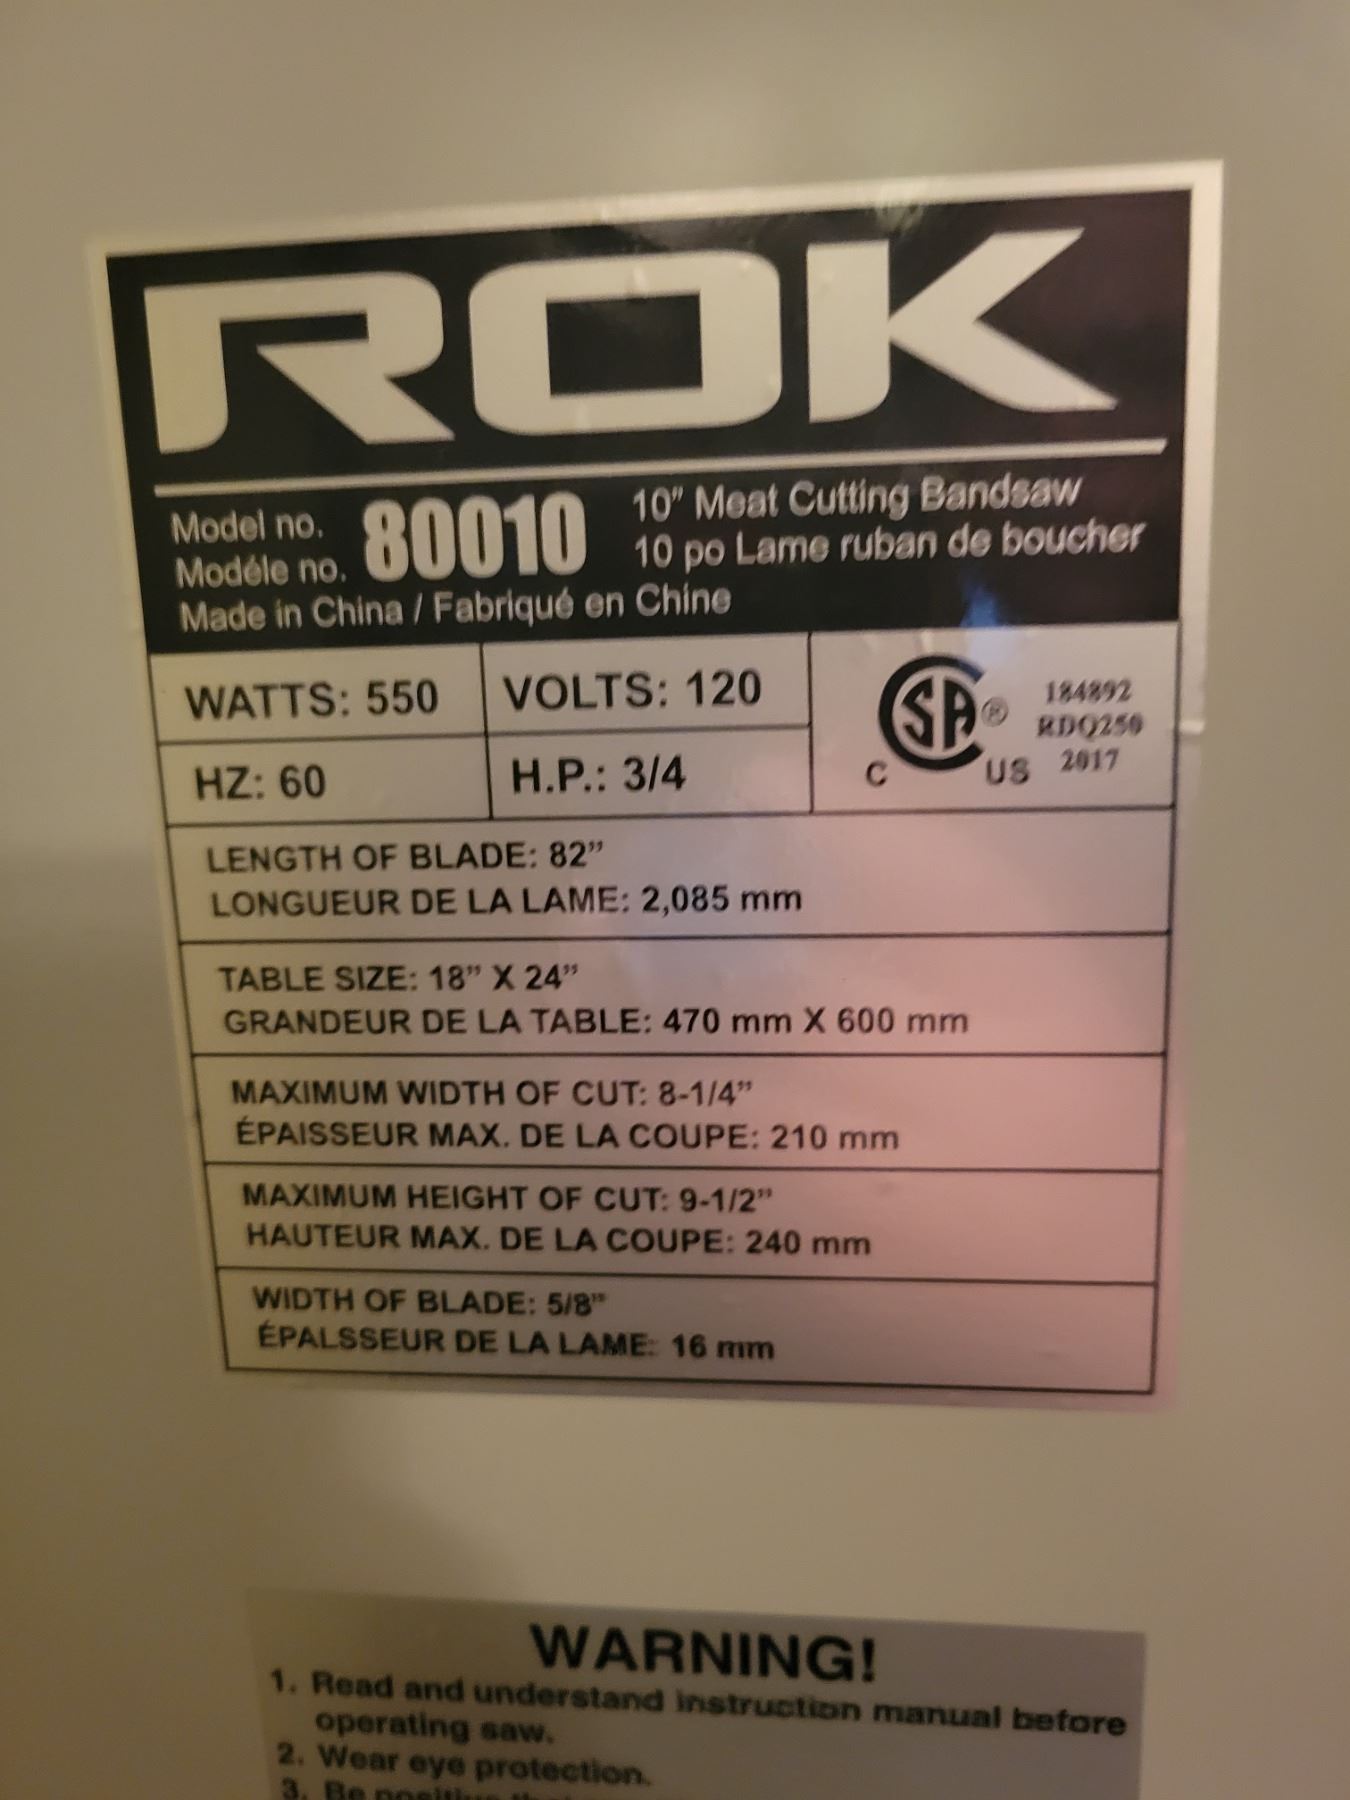 ROK
Model no. 80010 10" Meat Cutting Bandsaw
Modéle no. 10 po Lame ruban de boucher
Made in China / Fabriqué en Chine
WATTS: 550 VOLTS: 120
HZ: 60 H.P.: 3/4
CSA® 184892
RDQ250
C US 2017
LENGTH OF BLADE: 82”
LONGUEUR DE LA LAME: 2,085 mm
TABLE SIZE: 18” X 24”
GRANDEUR DE LA TABLE: 470 mm X 600 mm
MAXIMUM WIDTH OF CUT: 8-1/4”
ÉPAISSEUR MAX. DE LA COUPE: 210 mm
MAXIMUM HEIGHT OF CUT: 9-1/2”
HAUTEUR MAX. DE LA COUPE: 240 mm
WIDTH OF BLADE: 5/8”
ÉPALSSEUR DE LA LAME: 16 mm
WARNING!
1. Read and understand instruction manual before
operating saw.
2. Wear eye protection.
3. Be